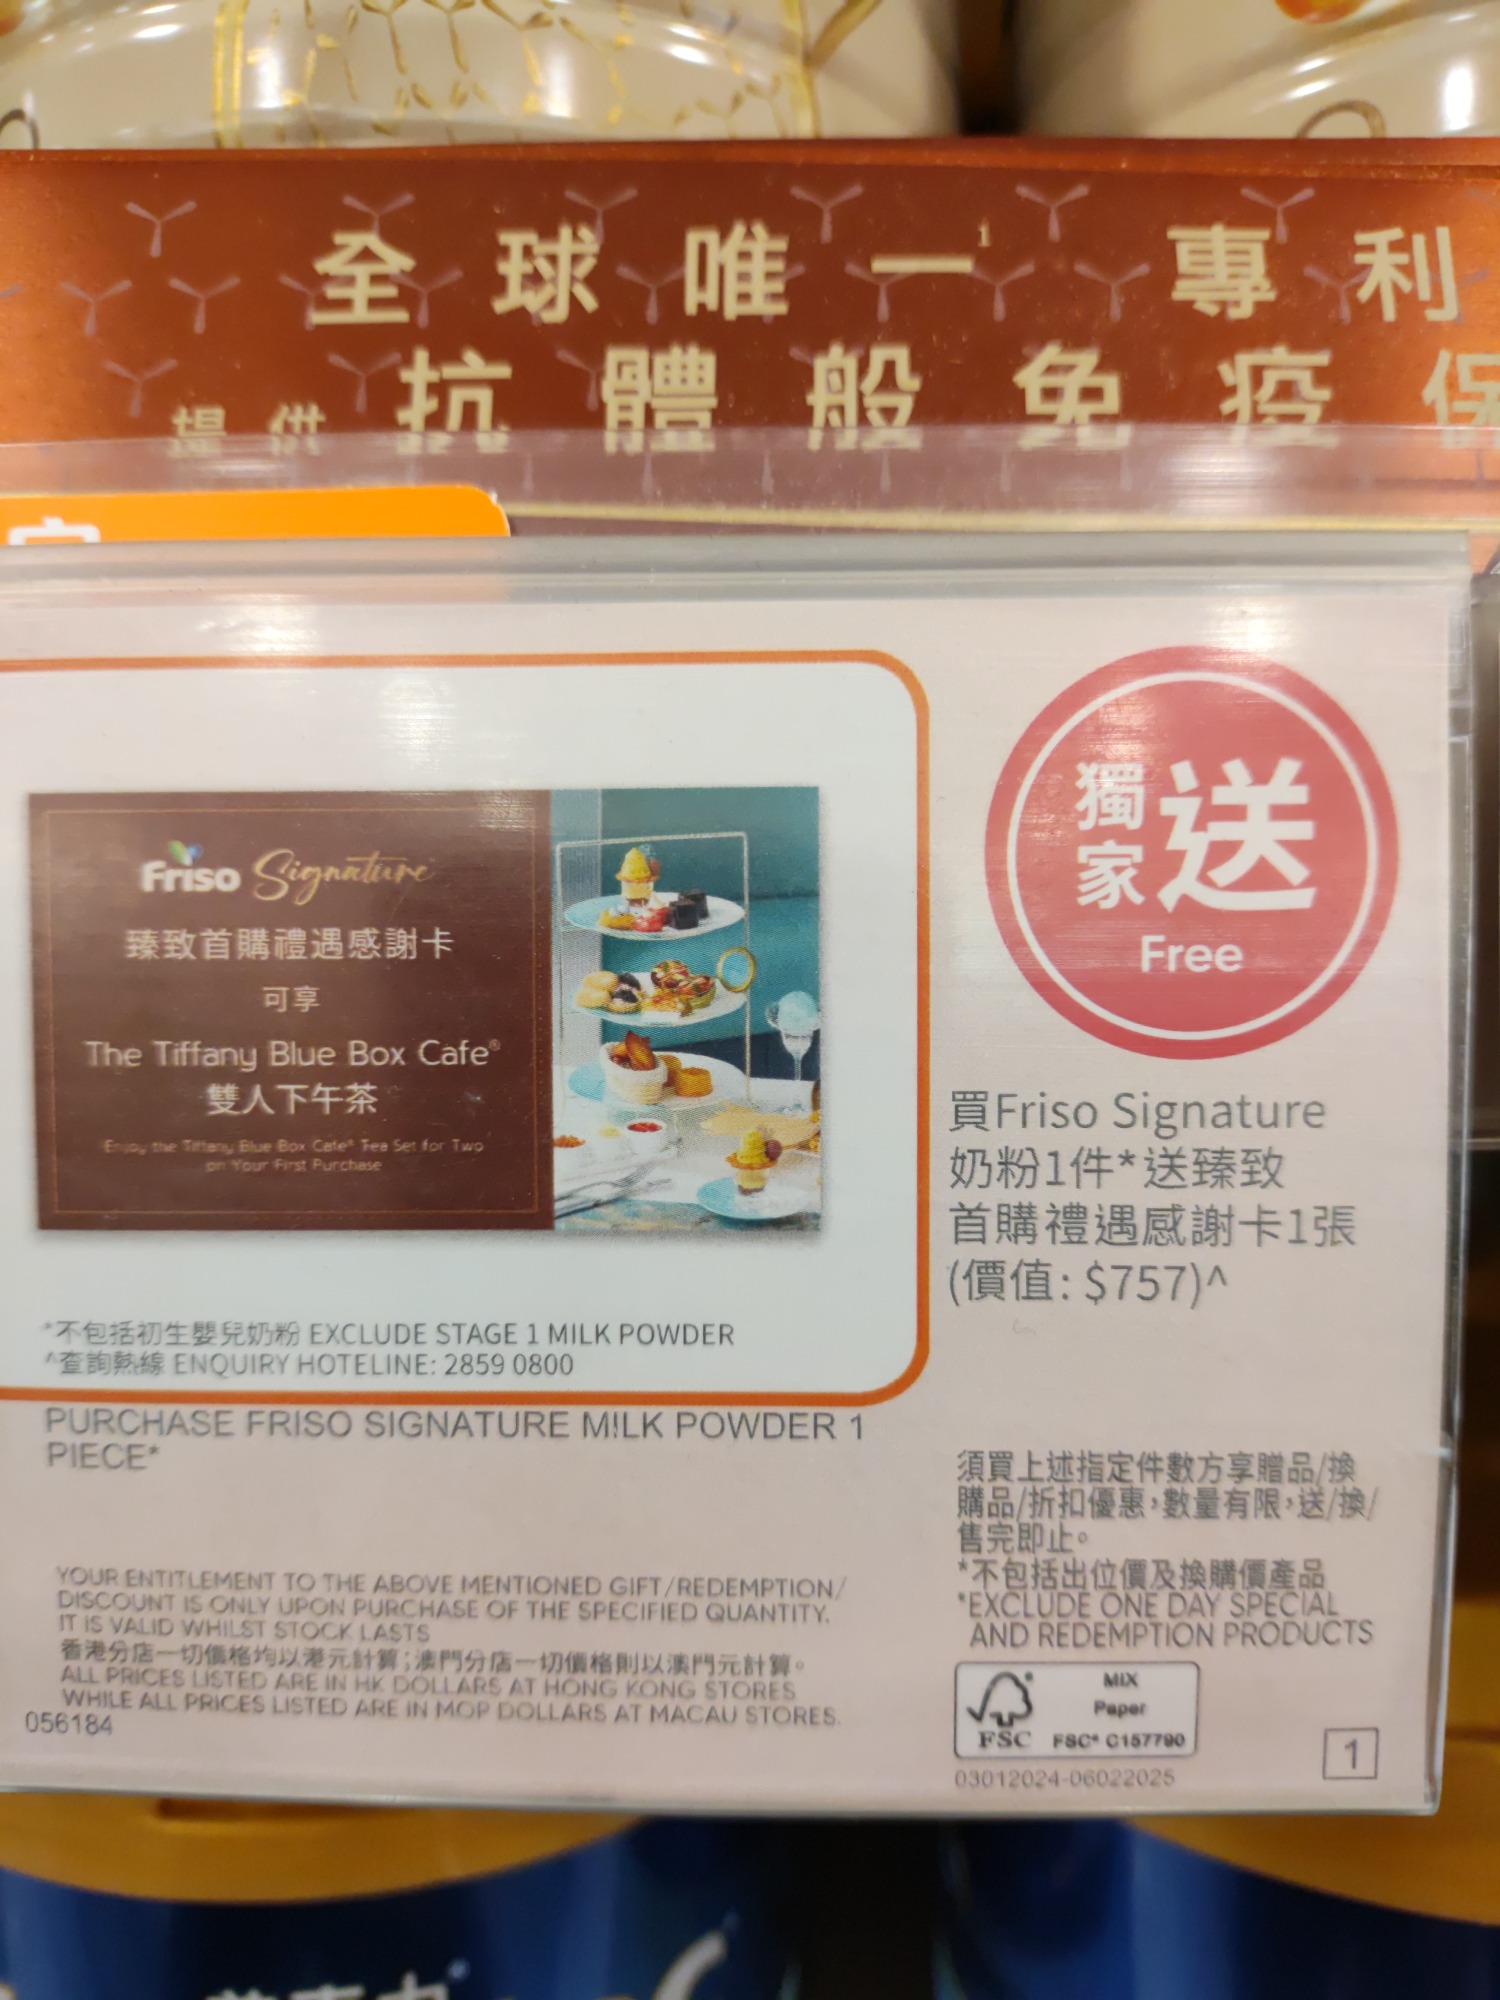 全球唯一1 專利
提供 抗體般免疫保
獨家 送
Free
Friso Signature
臻致首購禮遇感謝卡
可享
The Tiffany Blue Box Cafe®
雙人下午茶
Enjoy the Tiffany Blue Box Cafe® Tea Set for Two
on Your First Purchase
買Friso Signature
奶粉1件*送臻致
首購禮遇感謝卡1張
(價值: $757)^
*不包括初生嬰兒奶粉 EXCLUDE STAGE 1 MILK POWDER
^查詢熱線 ENQUIRY HOTELINE: 2859 0800
PURCHASE FRISO SIGNATURE MILK POWDER 1
PIECE*
須買上述指定件數方享贈品/換
購品/折扣優惠,數量有限,送/換/
售完即止。
*不包括出位價及換購價產品
*EXCLUDE ONE DAY SPECIAL
AND REDEMPTION PRODUCTS
YOUR ENTITLEMENT TO THE ABOVE MENTIONED GIFT/REDEMPTION/
DISCOUNT IS ONLY UPON PURCHASE OF THE SPECIFIED QUANTITY.
IT IS VALID WHILST STOCK LASTS
香港分店一切價格均以港元計算;澳門分店一切價格則以澳門元計算。
ALL PRICES LISTED ARE IN HK DOLLARS AT HONG KONG STORES
WHILE ALL PRICES LISTED ARE IN MOP DOLLARS AT MACAU STORES.
056184
FSC
MIX
Paper
FSC® C157790
03012024-06022025
1